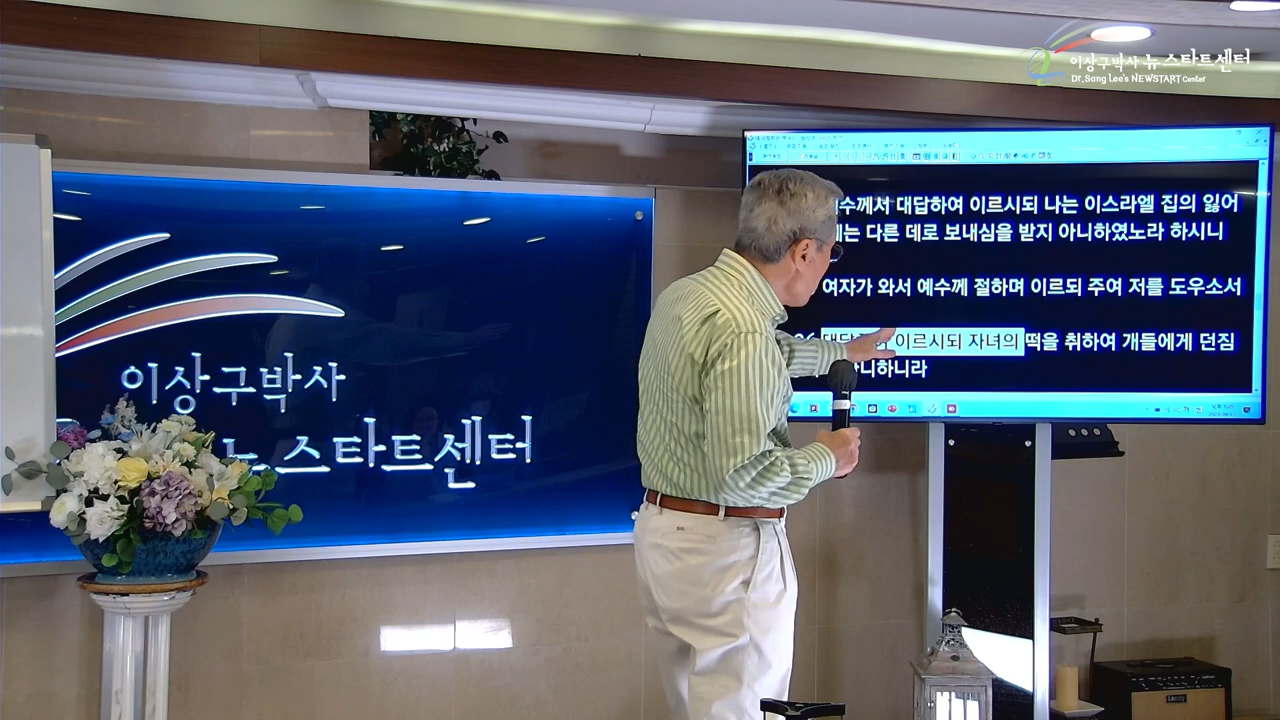 이상구박사 뉴스타트센터
Dr.Sang Lee's NEWSTART Center
이상구박사
뉴스타트센터
예수께서 대답하여 이르시되 나는 이스라엘 집의 잃어
다른 데로 보내심을 받지 아니하였노라 하시니
여자가 와서 예수께 절하며 이르되 주여 저를 도우소서
이르시되 자녀의 떡을 취하여 개들에게 던짐
아니하니라
Laney